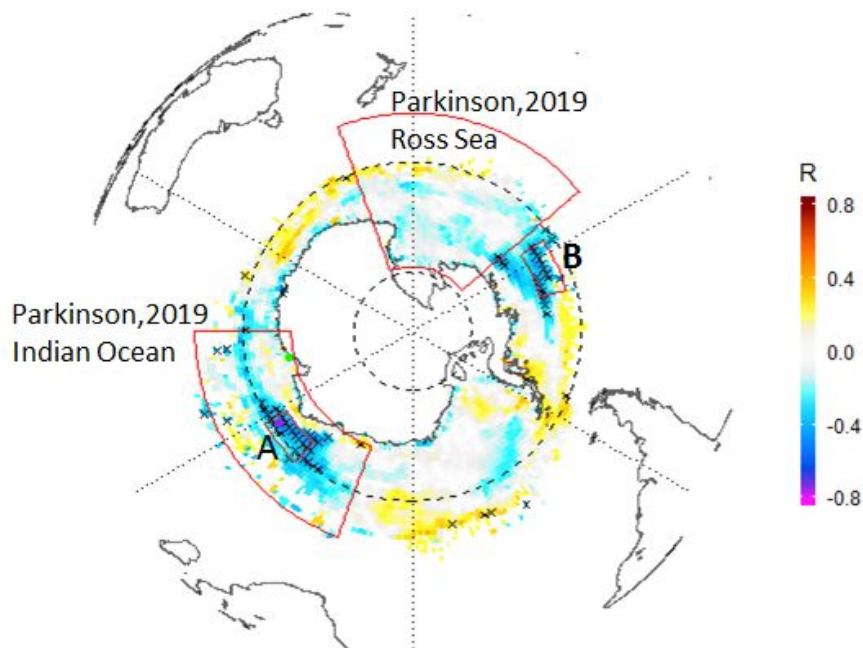 Parkinson,2019
Ross Sea
R
0.8
0.4
0.0
-0.4
-0.8
B
Parkinson,2019
Indian Ocean
A